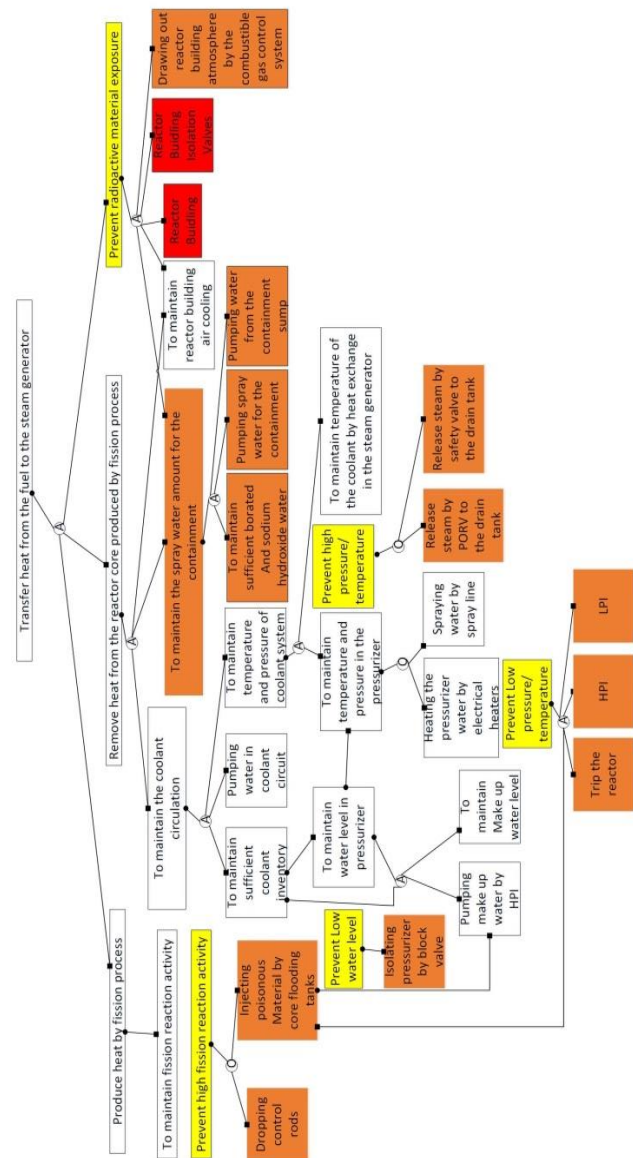 Transfer heat from the fuel to the steam generator
A
Produce heat by fission process
Remove heat from the reactor core produced by fission process
Prevent radioactive material exposure
A
A
To maintain fission reaction activity
To maintain the coolant
circulation
To maintain the spray water amount for the
containment
To maintain
reactor building
air cooling
Reactor
Buidling
Reactor
Buidling
Isolation
Valves
Drawing out
reactor
building
atmosphere
by the
combustible
gas control
system
Prevent high fission reaction activity
O
A
A
Dropping
control
rods
Injecting
poisonous
Material by
core flooding
tanks
To maintain
sufficient
coolant
inventory
Pumping
water in
coolant
circuit
To maintain
temperature
and pressure of
coolant system
To maintain
sufficient borated
And sodium
hydroxide water
Pumping spray
water for the
containment
Pumping water
from the
containment
sump
A
Prevent Low
water level
Isolating
pressurizer
by block
valve
To maintain
water level in
pressurizer
To maintain
temperature and
pressure in the
pressurizer
Prevent high
pressure/
temperature
To maintain temperature of
the coolant by heat exchange
in the steam generator
A
O
O
Pumping
make up
water by
HPI
To
maintain
Make up
water level
Heating the
pressurizer
water by
electrical
heaters
Spraying
water by
spray line
Release
steam by
PORV to
the drain
tank
Release steam by
safety valve to
the drain tank
Prevent Low
pressure/
temperature
A
Trip the
reactor
HPI
LPI